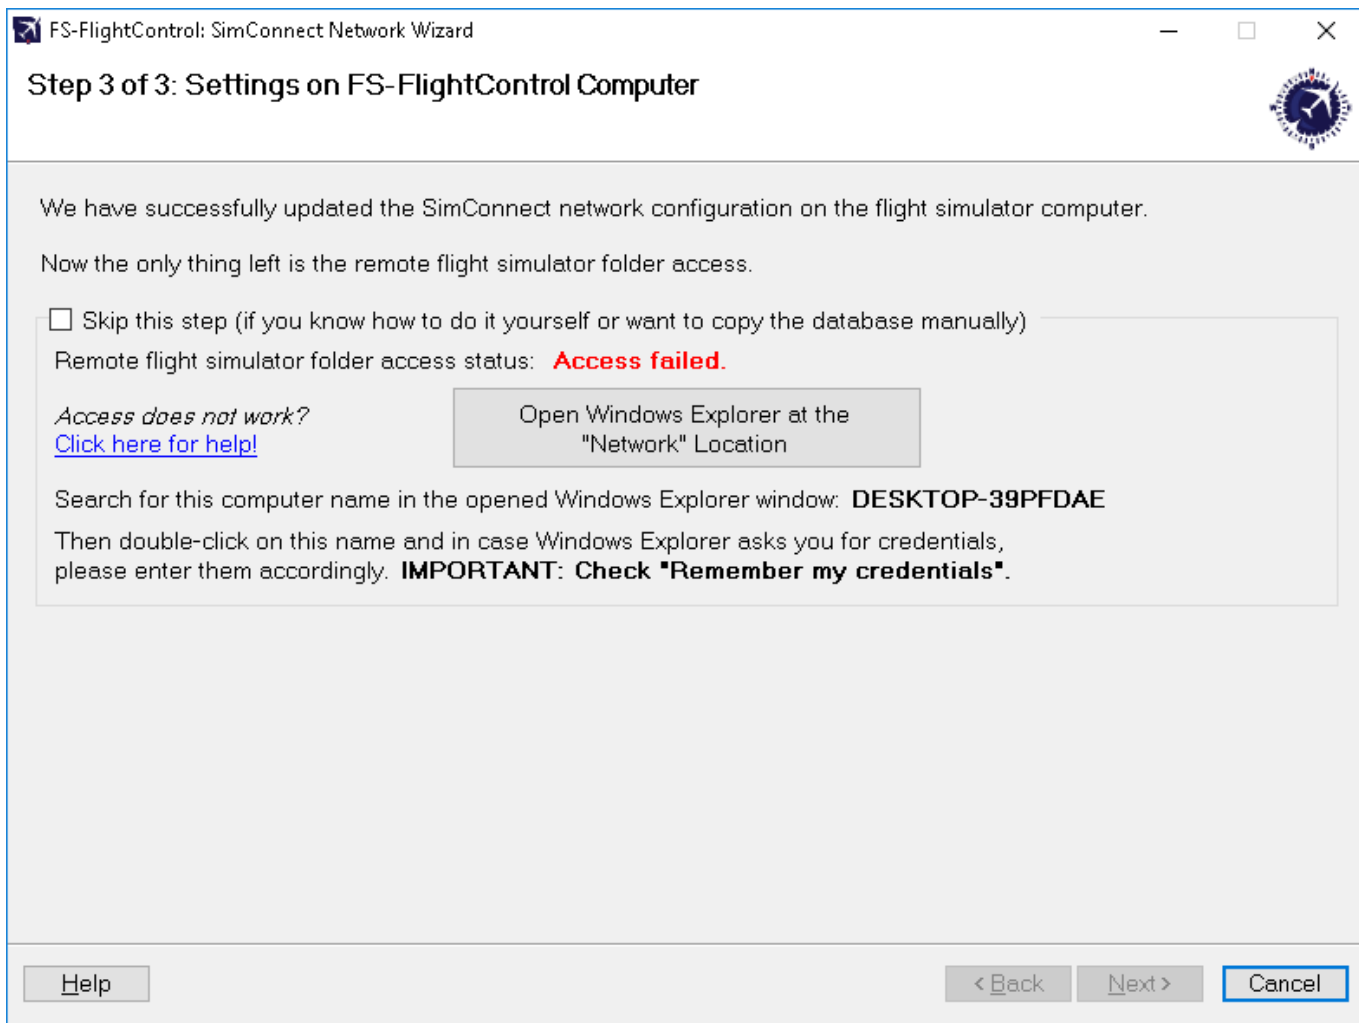 FS-FlightControl: SimConnect Network Wizard
Step 3 of 3: Settings on FS-FlightControl Computer
We have successfully updated the SimConnect network configuration on the flight simulator computer.
Now the only thing left is the remote flight simulator folder access.
Skip this step (if you know how to do it yourself or want to copy the database manually)
Remote flight simulator folder access status: Access failed.
Access does not work?
Click here for help!
Open Windows Explorer at the
"Network" Location
Search for this computer name in the opened Windows Explorer window: DESKTOP-39PFDAE
Then double-click on this name and in case Windows Explorer asks you for credentials,
please enter them accordingly. IMPORTANT: Check "Remember my credentials".
Help
< Back
Next >
Cancel